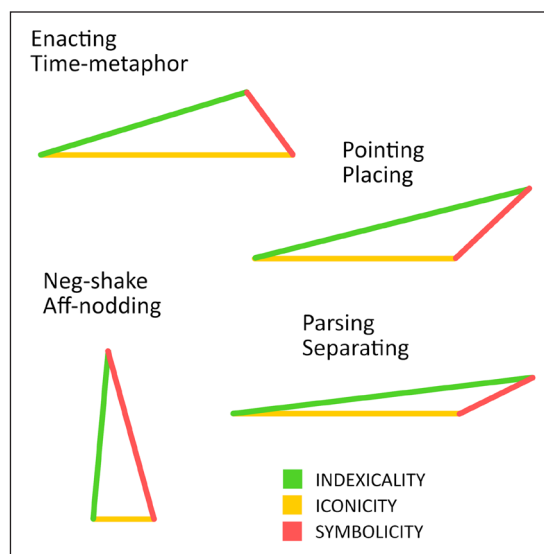 Enacting
Time-metaphor
Pointing
Placing
Neg-shake
Aff-nodding
Parsing
Separating
INDEXICALITY
ICONICITY
SYMBOLICITY